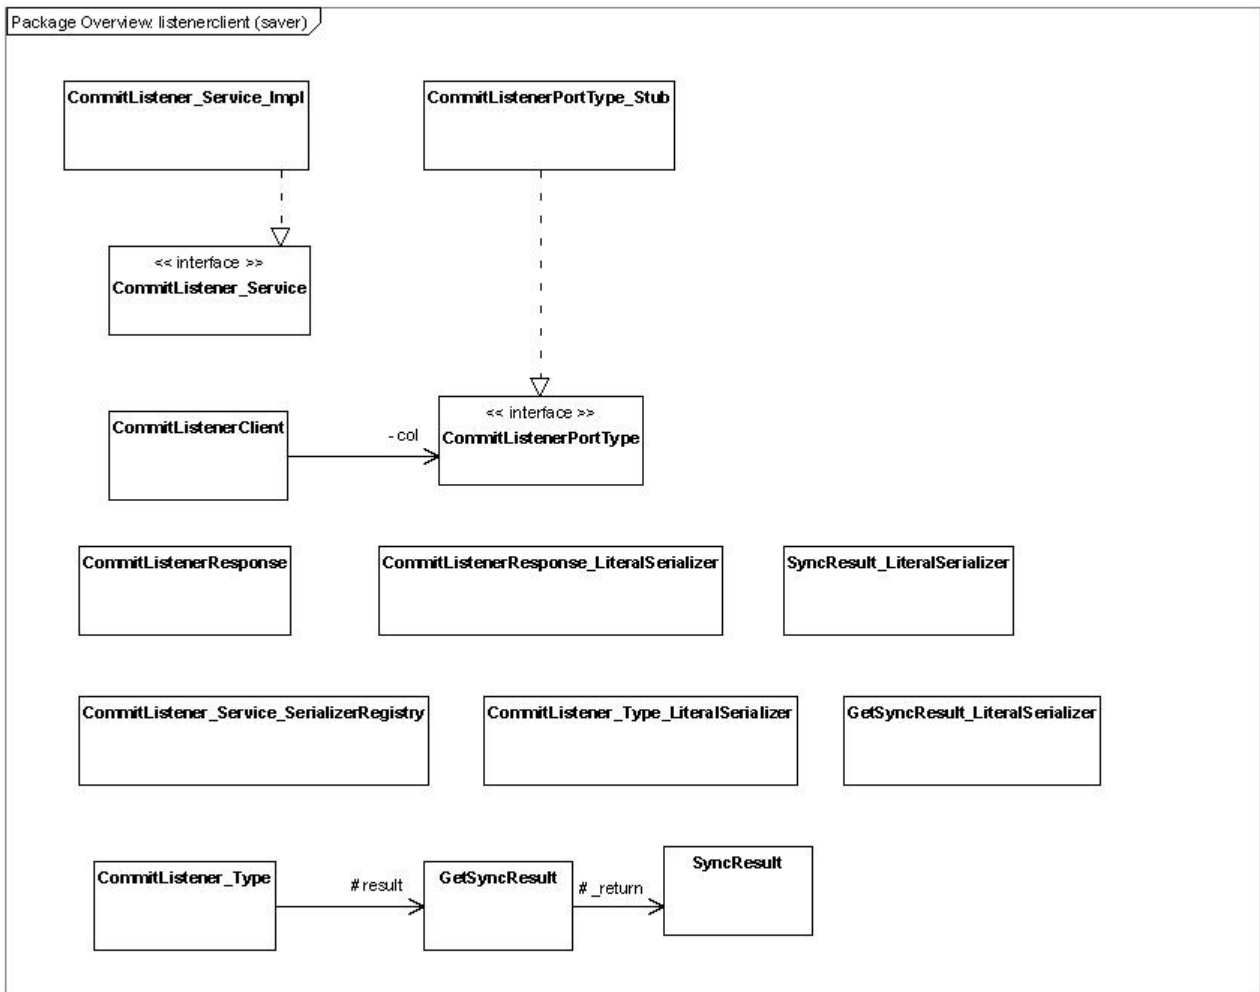 Package Overview: listenerclient (saver)
CommitListener_Service_Impl
CommitListenerPortType_Stub
<< interface >>
CommitListener_Service
CommitListenerClient
- col
<< interface >>
CommitListenerPortType
CommitListenerResponse
CommitListenerResponse_LiteralSerializer
SyncResult_LiteralSerializer
CommitListener_Service_SerializerRegistry
CommitListener_Type_LiteralSerializer
GetSyncResult_LiteralSerializer
CommitListener_Type
# result
GetSyncResult
# _return
SyncResult